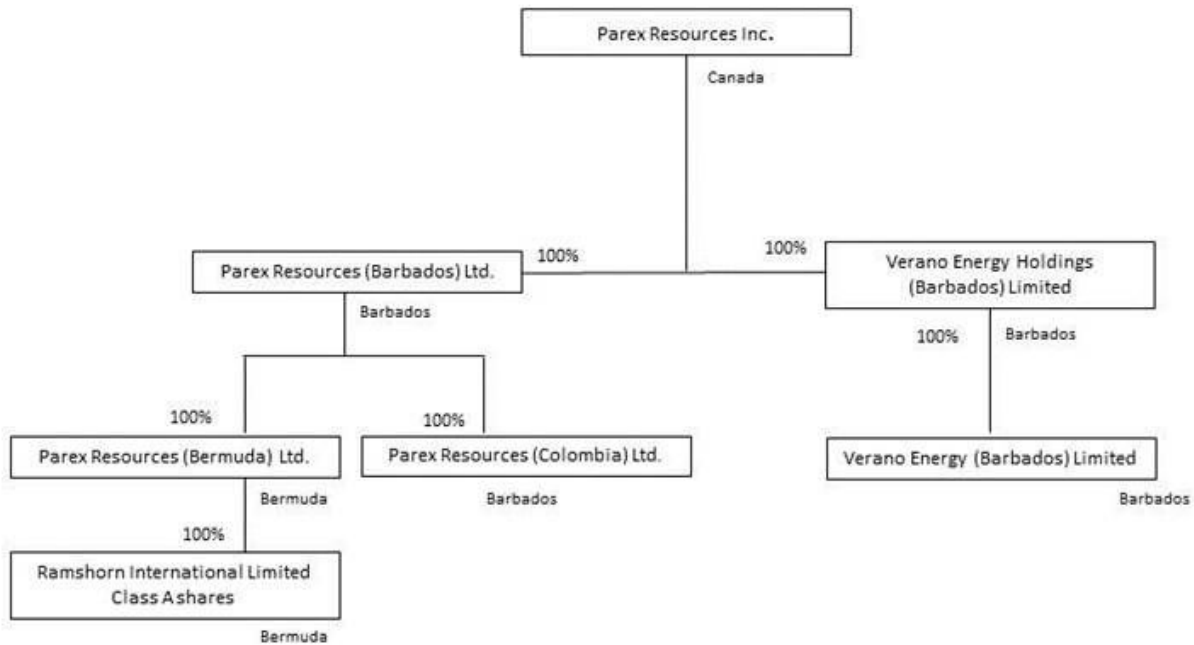 Parex Resources Inc.
Canada
100%
100%
Parex Resources (Barbados) Ltd.
Verano Energy Holdings
(Barbados) Limited
Barbados
100%
Barbados
100%
100%
Parex Resources (Bermuda) Ltd.
Parex Resources (Colombia) Ltd.
Verano Energy (Barbados) Limited
Bermuda
Barbados
Barbados
100%
Ramshorn International Limited
Class A shares
Bermuda